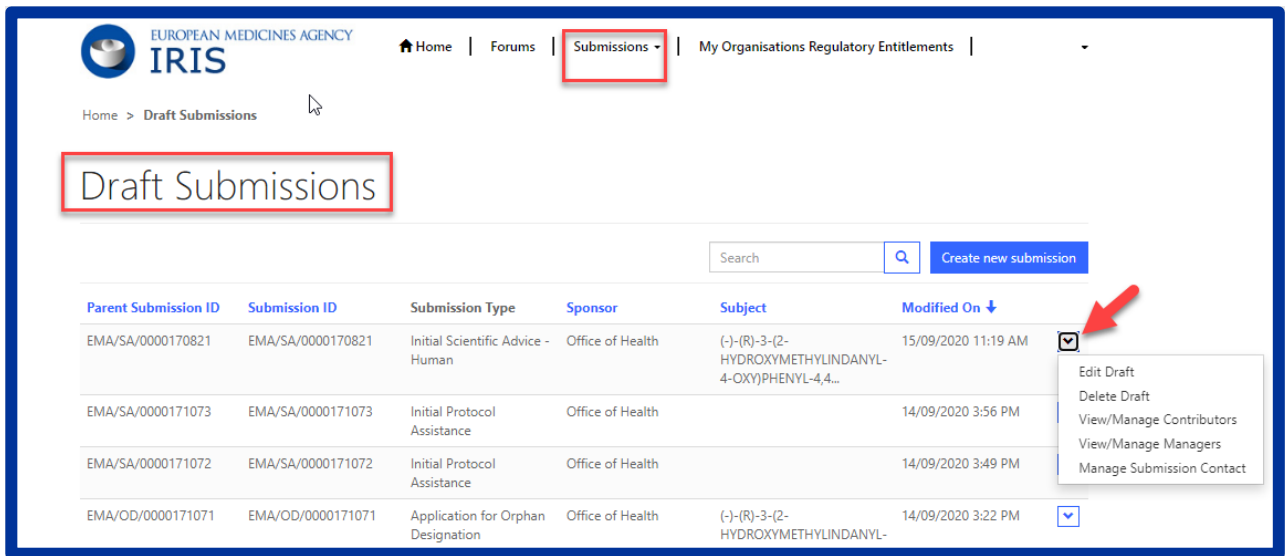 EUROPEAN MEDICINES AGENCY
IRIS
Home
Forums
Submissions
My Organisations Regulatory Entitlements
Home > Draft Submissions
Draft Submissions
Search
Create new submission
Parent Submission ID Submission ID Submission Type Sponsor Subject Modified On
EMA/SA/0000170821 EMA/SA/0000170821 Initial Scientific Advice - Office of Health (-)-(R)-3-(2- 15/09/2020 11:19 AM
Human HYDROXYMETHYLINDANYL-
4-OXY)PHENYL-4,4...
Edit Draft
Delete Draft
View/Manage Contributors
View/Manage Managers
Manage Submission Contact
EMA/SA/0000171073 EMA/SA/0000171073 Initial Protocol Office of Health 14/09/2020 3:56 PM
Assistance
EMA/SA/0000171072 EMA/SA/0000171072 Initial Protocol Office of Health 14/09/2020 3:49 PM
Assistance
EMA/OD/0000171071 EMA/OD/0000171071 Application for Orphan Office of Health (-)-(R)-3-(2- 14/09/2020 3:22 PM
Designation HYDROXYMETHYLINDANYL-